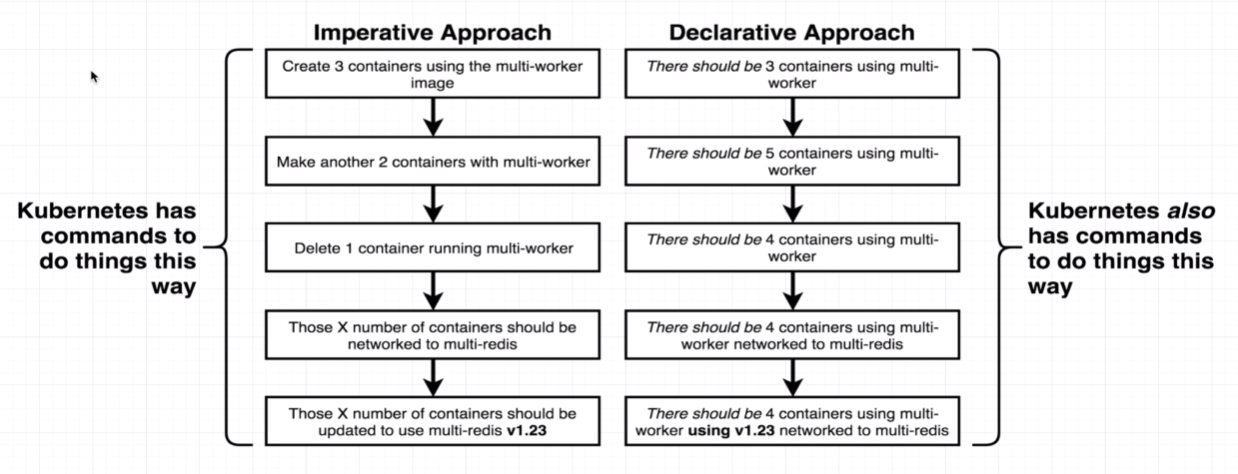 Imperative Approach
Create 3 containers using the multi-worker
image
Make another 2 containers with multi-worker
Delete 1 container running multi-worker
Those X number of containers should be
networked to multi-redis
Those X number of containers should be
updated to use multi-redis v1.23
Declarative Approach
There should be 3 containers using multi-
worker
There should be 5 containers using multi-
worker
There should be 4 containers using multi-
worker
There should be 4 containers using multi-
worker networked to multi-redis
There should be 4 containers using multi-
worker using v1.23 networked to multi-redis
Kubernetes has
commands to
do things this
way
Kubernetes also
has commands
to do things this
way